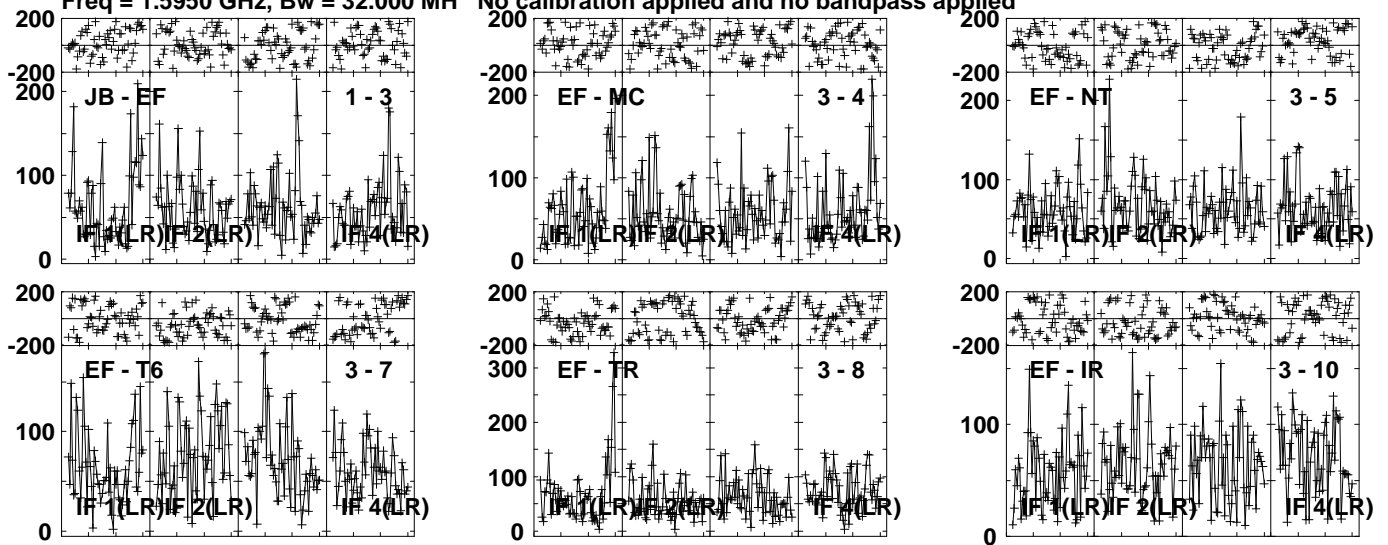 Freq = 1.5950 GHz, Bw = 32.000 MH No calibration applied and no bandpass applied
200
-200
200
100
0
JB - EF
1 - 3
IF 1(LR)
IF 2(LR)
IF 4(LR)
200
-200
200
100
0
EF - MC
3 - 4
IF 1(LR)
IF 2(LR)
IF 4(LR)
200
-200
200
100
0
EF - NT
3 - 5
IF 1(LR)
IF 2(LR)
IF 4(LR)
200
-200
100
0
EF - T6
3 - 7
IF 1(LR)
IF 2(LR)
IF 4(LR)
200
-200
300
200
100
0
EF - TR
3 - 8
IF 1(LR)
IF 2(LR)
IF 4(LR)
200
-200
100
0
EF - IR
3 - 10
IF 1(LR)
IF 2(LR)
IF 4(LR)